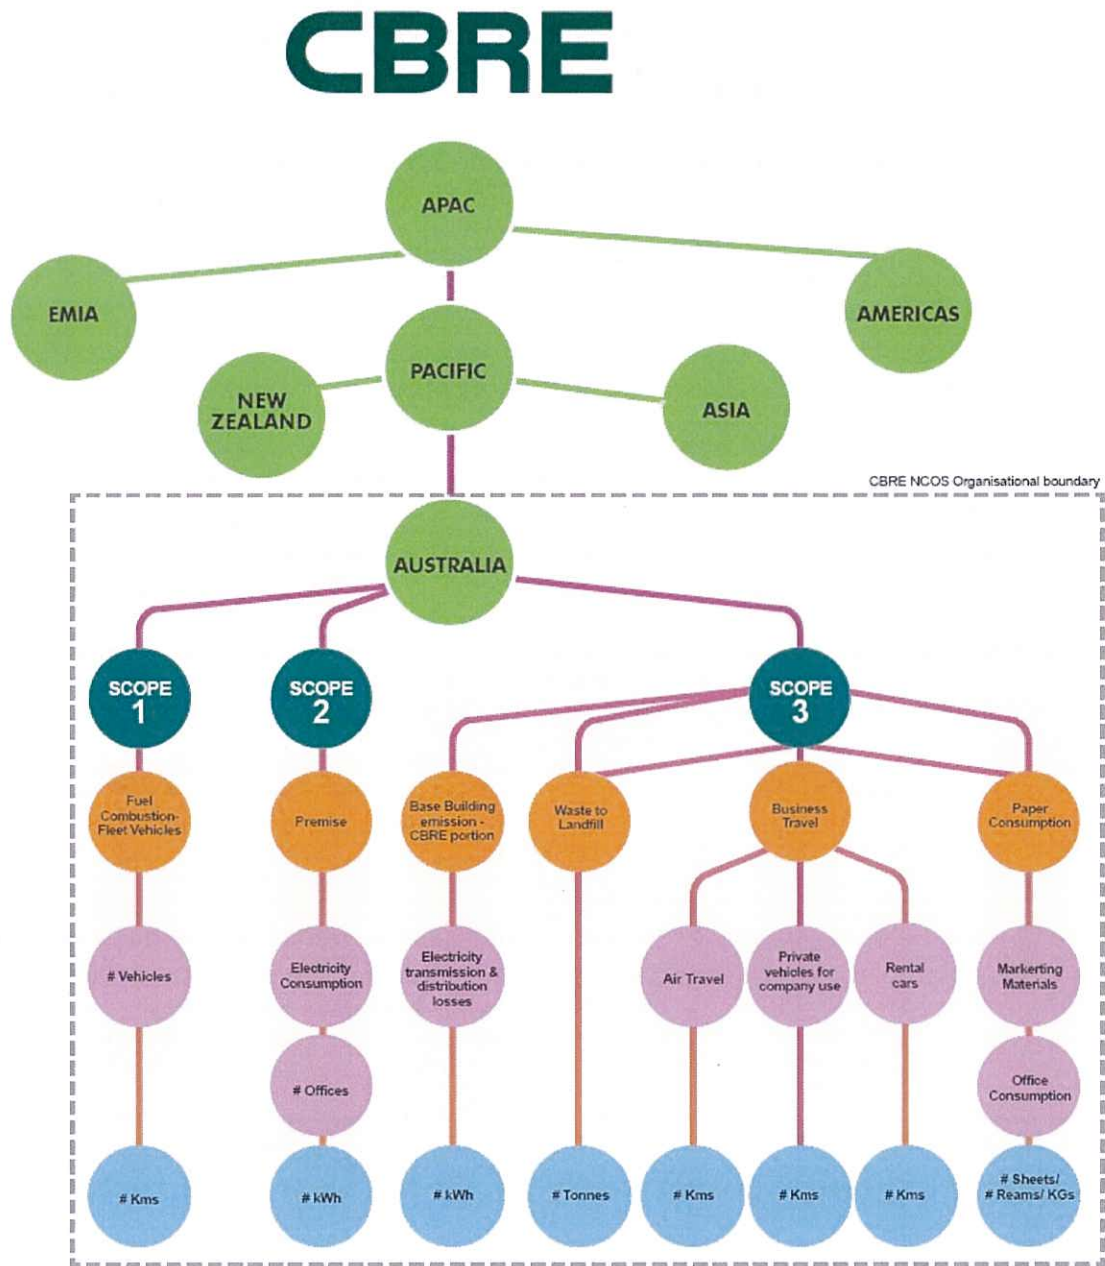 CBRE
APAC
EMIA
AMERICAS
PACIFIC
NEW
ZEALAND
ASIA
CBRE NCOS Organisational boundary
AUSTRALIA
SCOPE
1
SCOPE
2
SCOPE
3
Fuel
Combustion-
Fleet Vehicles
Premise
Base Building
emission -
CBRE portion
Waste to
Landfill
Business
Travel
Paper
Consumption
# Vehicles
Electricity
Consumption
Electricity
transmission &
distribution
losses
Air Travel
Private
vehicles for
company use
Rental
cars
Markerting
Materials
# Offices
Office
Consumption
# Kms
# kWh
# kWh
# Tonnes
# Kms
# Kms
# Kms
# Sheets/
# Reams/ KGs